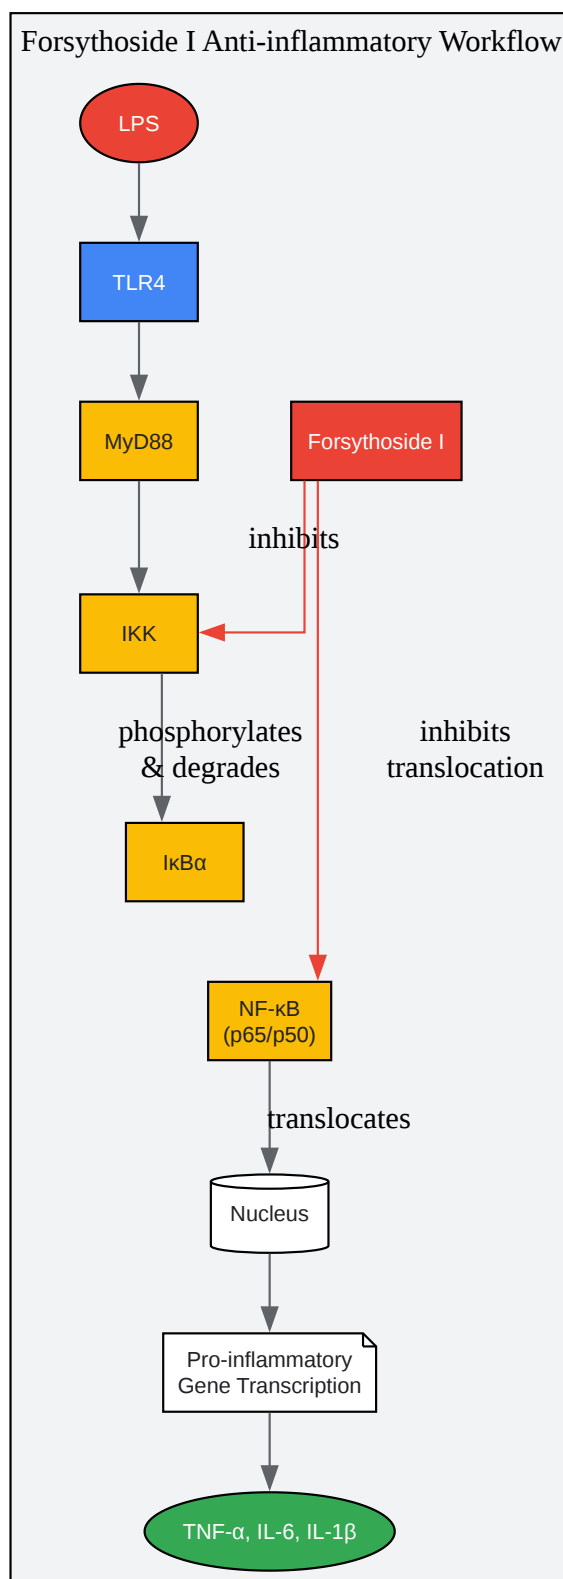 Forsythoside I Anti-inflammatory Workflow
LPS
TLR4
MyD88
Forsythoside I
inhibits
IKK
phosphorylates
& degrades
inhibits
translocation
IκBα
NF-κB
(p65/p50)
translocates
Nucleus
Pro-inflammatory
Gene Transcription
TNF-α, IL-6, IL-1β